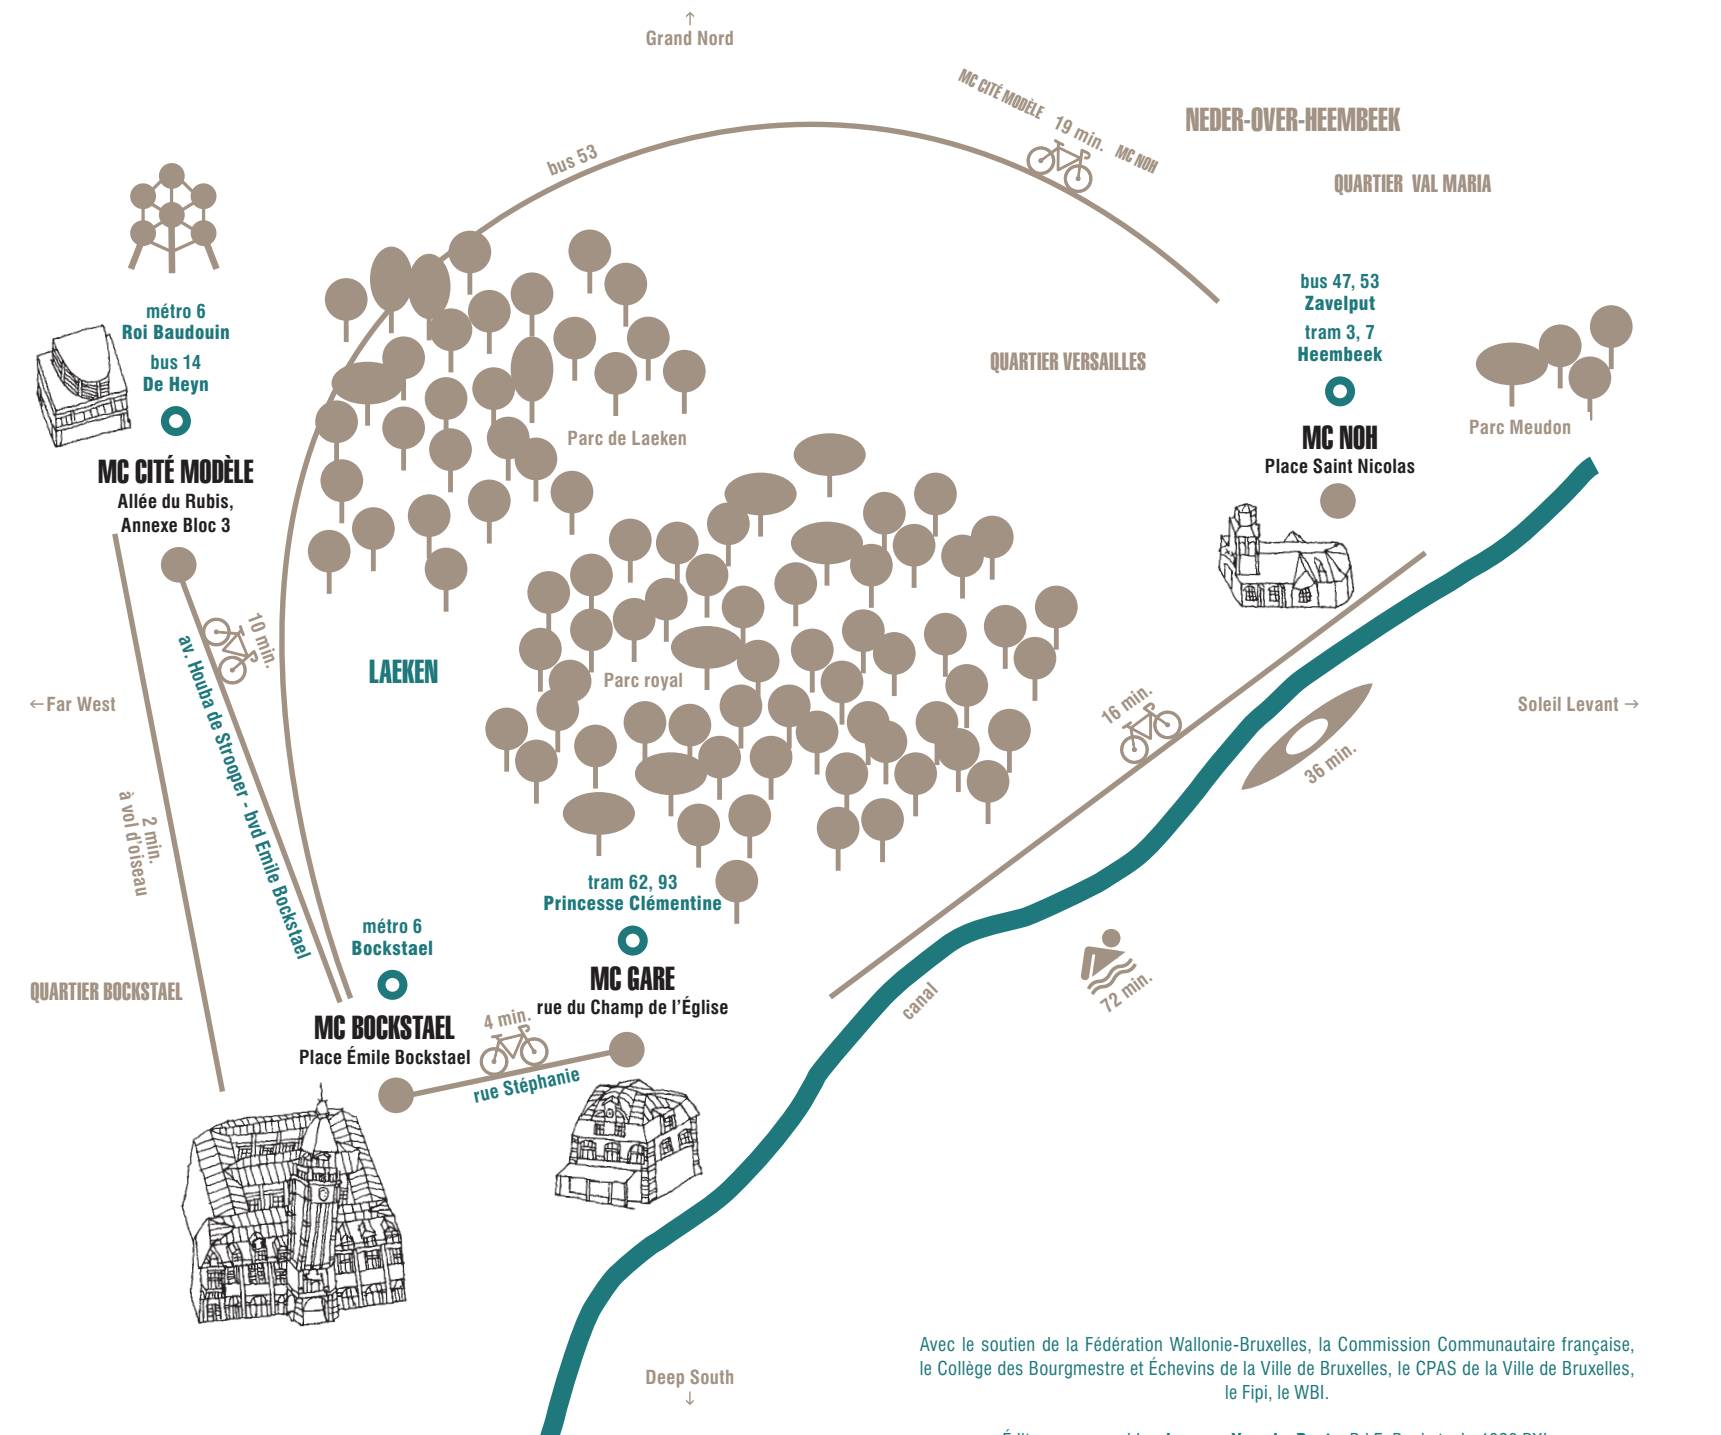 ↑
Grand Nord
MC CITÉ MODÈLE 19 min. MC NOH
NEDER-OVER-HEEMBEEK
bus 53
QUARTIER VAL MARIA
bus 47, 53
Zavelput
tram 3, 7
Heembeek
métro 6
Roi Baudouin
bus 14
De Heyn
QUARTIER VERSAILLES
Parc Meudon
Parc de Laeken
MC NOH
Place Saint Nicolas
MC CITÉ MODÈLE
Allée du Rubis,
Annexe Bloc 3
10 min.
av. Houba de Strooper - bvd Emile Bockstael
LAEKEN
Parc royal
←Far West
16 min.
Soleil Levant →
36 min.
2 min.
à vol d'oiseau
tram 62, 93
Princesse Clémentine
métro 6
Bockstael
MC GARE
rue du Champ de l'Église
QUARTIER BOCKSTAEL
72 min.
canal
MC BOCKSTAEL
Place Émile Bockstael
4 min.
rue Stéphanie
Avec le soutien de la Fédération Wallonie-Bruxelles, la Commission Communautaire française,
le Collège des Bourgmestre et Échevins de la Ville de Bruxelles, le CPAS de la Ville de Bruxelles,
le Fipi, le WBI.
Deep South
↓